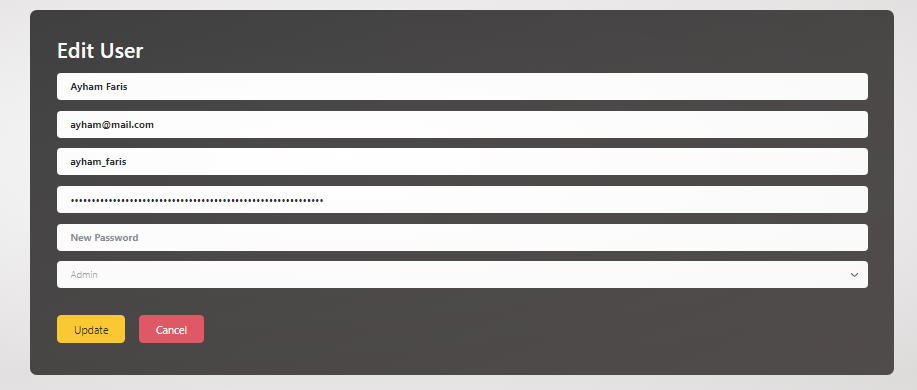 Edit User
Ayham Faris
ayham@mail.com
ayham_faris
••••••••••••••••••••••••••••••••••••••••••••••••••••••••••••
New Password
Admin
Update Cancel